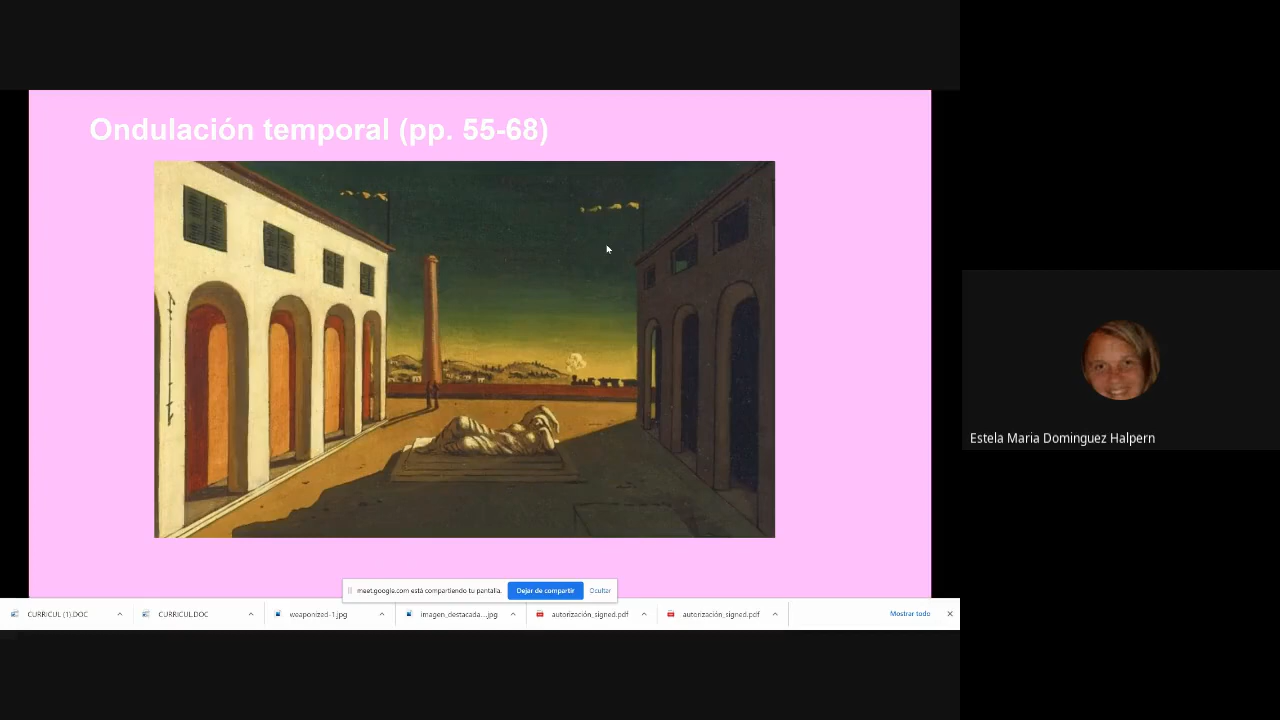 Ondulación temporal (pp. 55-68)
Estela Maria Dominguez Halpern
meet.google.com está compartiendo tu pantalla.
Dejar de compartir
Ocultar
CURRICUL (1).DOC
CURRICUL.DOC
weaponized-1.jpg
imagen_destacada....jpg
autorización_signed.pdf
autorización_signed.pdf
Mostrar todo